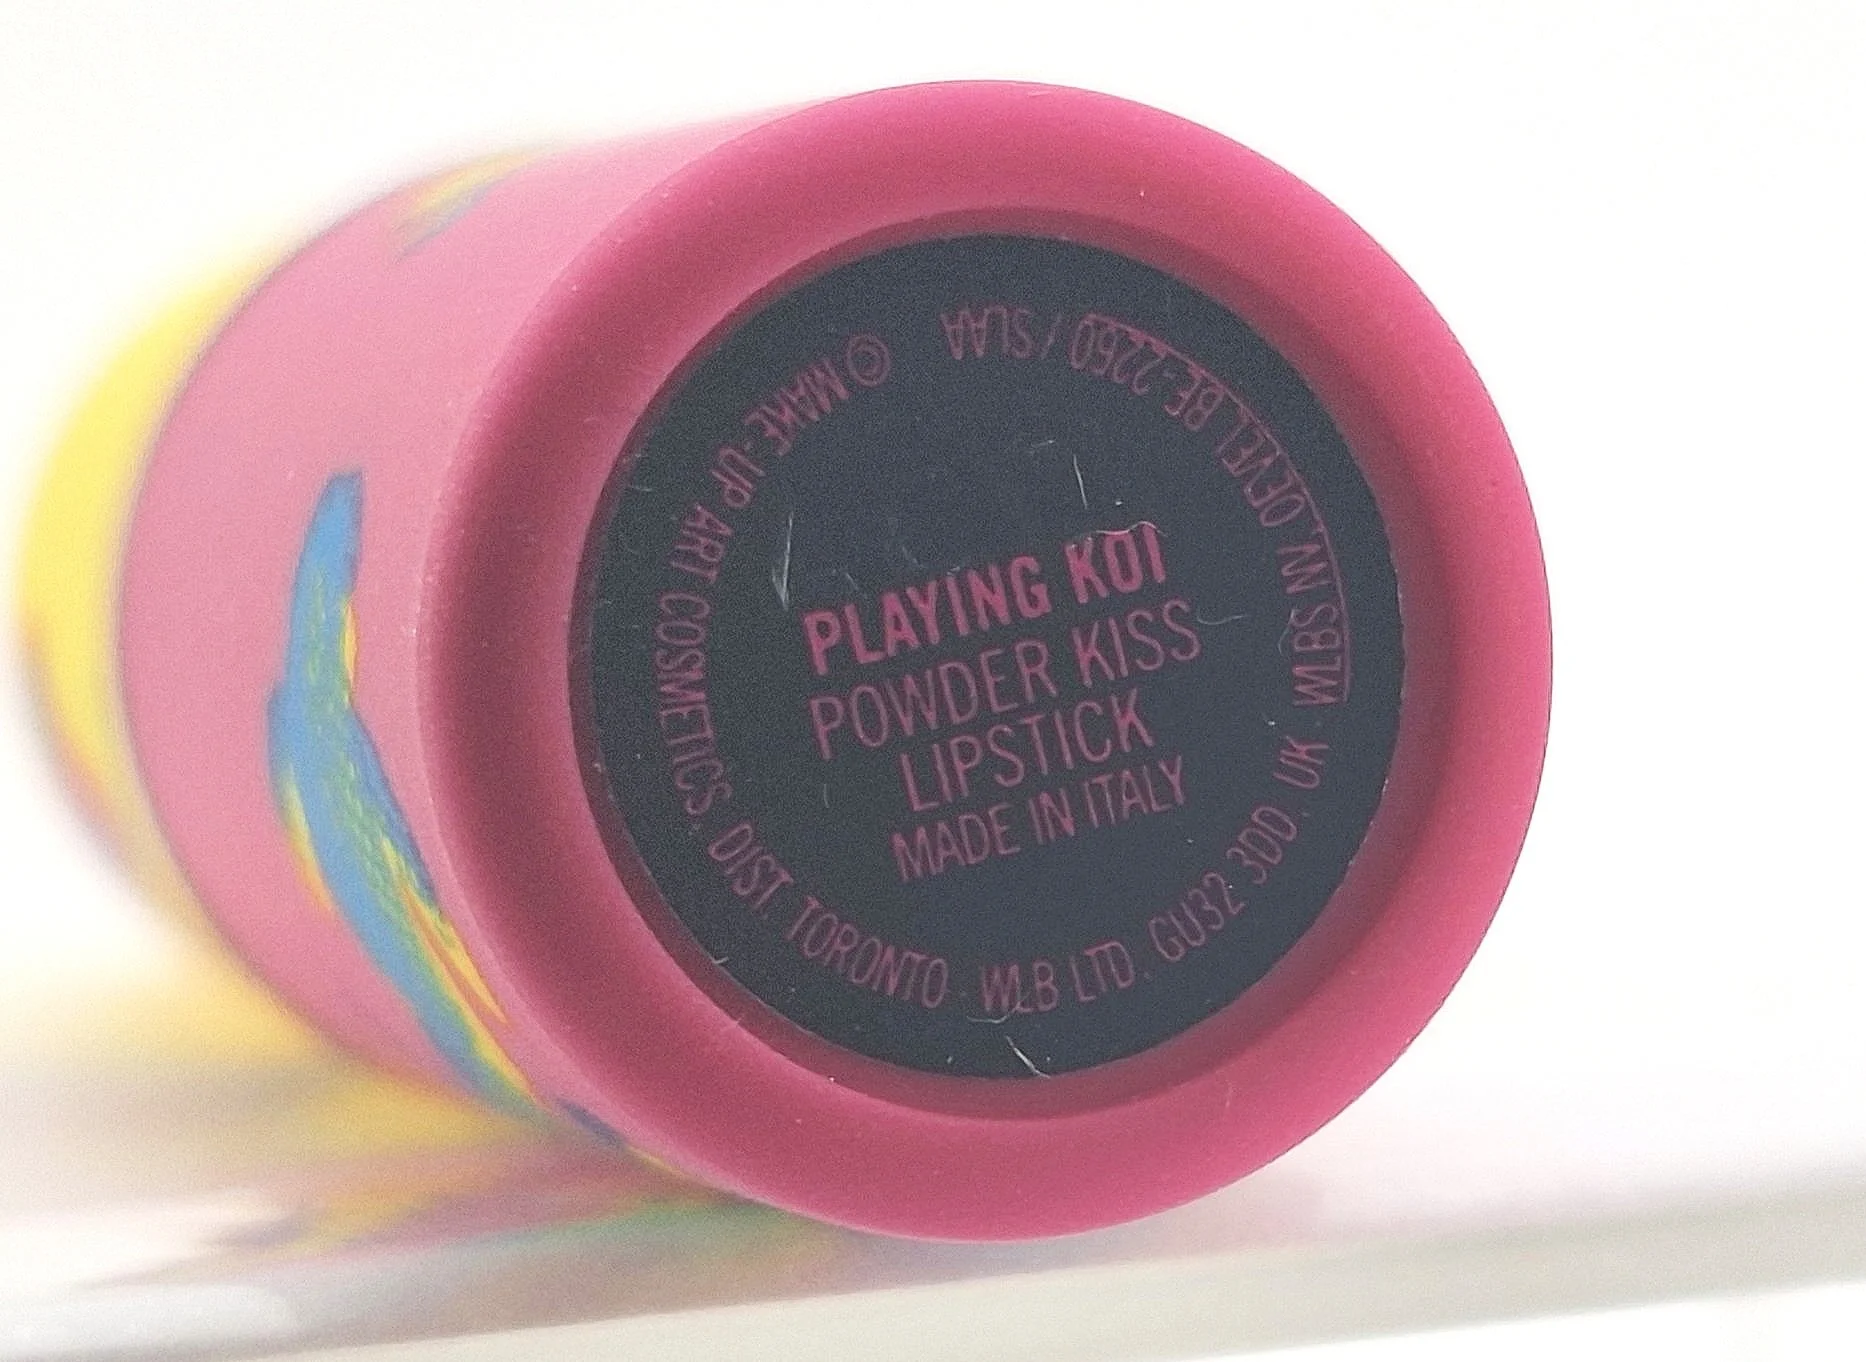 PLAYING KOI
POWDER KISS
LIPSTICK
MADE IN ITALY
© MAKE-UP ART COSMETICS, DIST. TORONTO · WLB LTD. GU32 3DD. UK · WLBS NV. OEVEL BE-2260 / SLAA